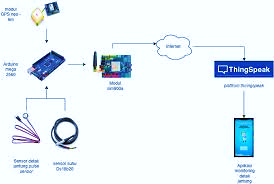 modul
GPS neo -
6m
Arduino
mega
2560
Modul
sim900a
internet
ThingSpeak
platform thingspeak
Sensor detak
jantung pulse
sensor
sensor suhu
Ds18b20
Aplikasi
monitoring
detak
jantung